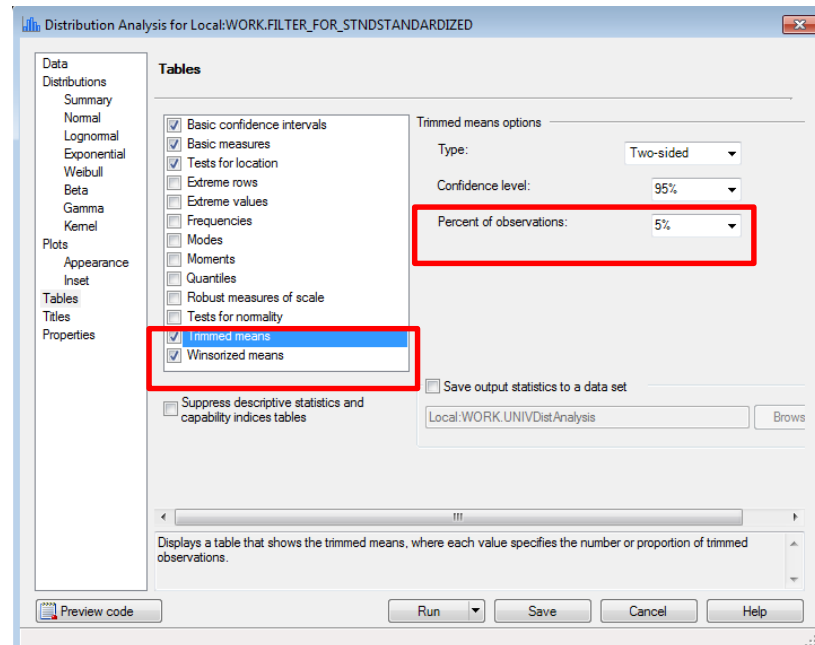 Distribution Analysis for Local:WORK.FILTER_FOR_STNDSTANDARDIZED
Data
Distributions
Summary
Normal
Lognormal
Exponential
Weibull
Beta
Gamma
Kernel
Plots
Appearance
Inset
Tables
Titles
Properties
Tables
Basic confidence intervals
Basic measures
Tests for location
Extreme rows
Extreme values
Frequencies
Modes
Moments
Quantiles
Robust measures of scale
Tests for normality
Trimmed means
Winsorized means
Suppress descriptive statistics and
capability indices tables
Trimmed means options
Type: Two-sided
Confidence level: 95%
Percent of observations: 5%
Save output statistics to a data set
Local:WORK.UNIVDistAnalysis Brows
Displays a table that shows the trimmed means, where each value specifies the number or proportion of trimmed
observations.
Preview code Run Save Cancel Help